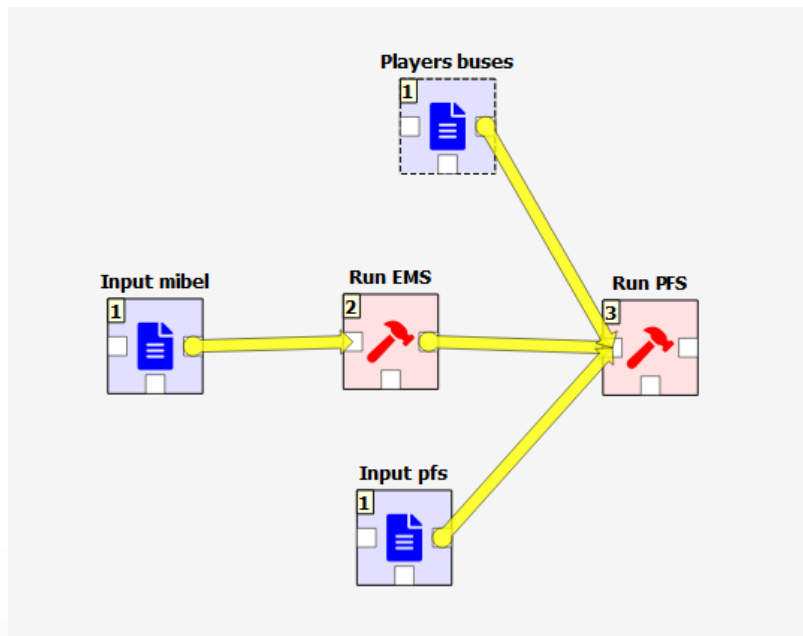 Players buses
1
Input mibel
1
Run EMS
2
Run PFS
3
Input pfs
1